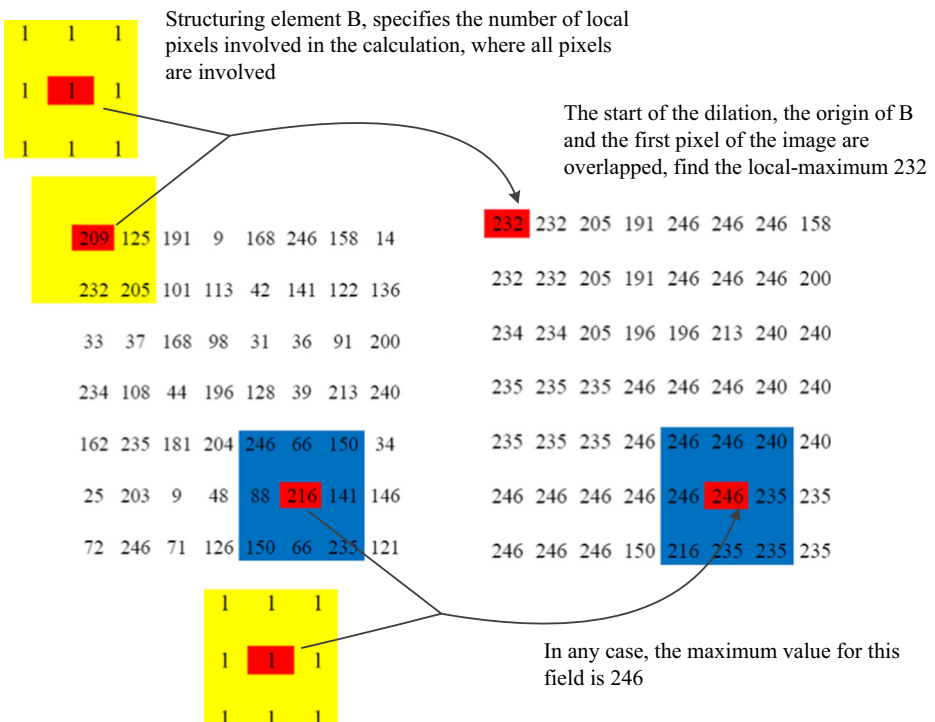 Structuring element B, specifies the number of local
pixels involved in the calculation, where all pixels
are involved
1 1 1
1 1 1
1 1 1
The start of the dilation, the origin of B
and the first pixel of the image are
overlapped, find the local-maximum 232
209 125 191 9 168 246 158 14
232 205 101 113 42 141 122 136
33 37 168 98 31 36 91 200
234 108 44 196 128 39 213 240
162 235 181 204 246 66 150 34
25 203 9 48 88 216 141 146
72 246 71 126 150 66 235 121
232 232 205 191 246 246 246 158
232 232 205 191 246 246 246 200
234 234 205 196 196 213 240 240
235 235 235 246 246 246 240 240
235 235 235 246 246 246 240 240
246 246 246 246 246 246 235 235
246 246 246 150 216 235 235 235
1 1 1
1 1 1
1 1 1
In any case, the maximum value for this
field is 246